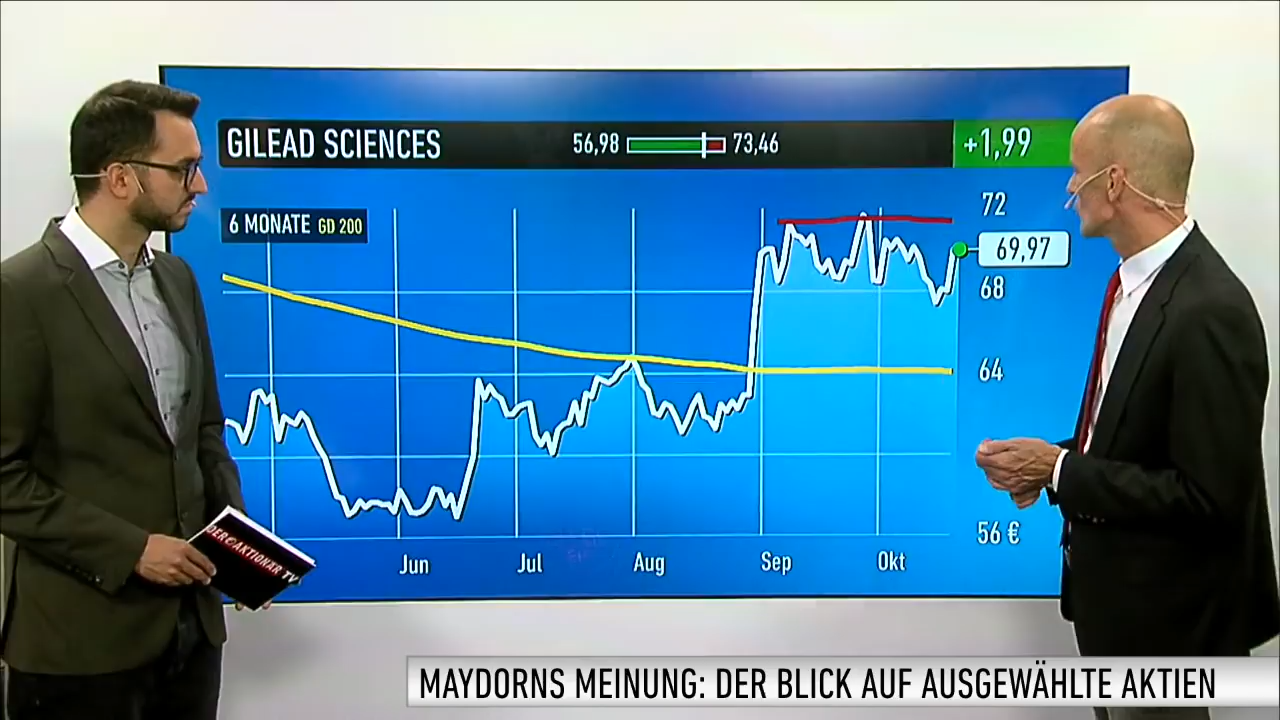 GILEAD SCIENCES
56,98 73,46
+1,99
6 MONATE GD 200
72
69,97
68
64
56 €
Jun Jul Aug Sep Okt
DER AKTIONÄR TV
MAYDORNS MEINUNG: DER BLICK AUF AUSGEWÄHLTE AKTIEN